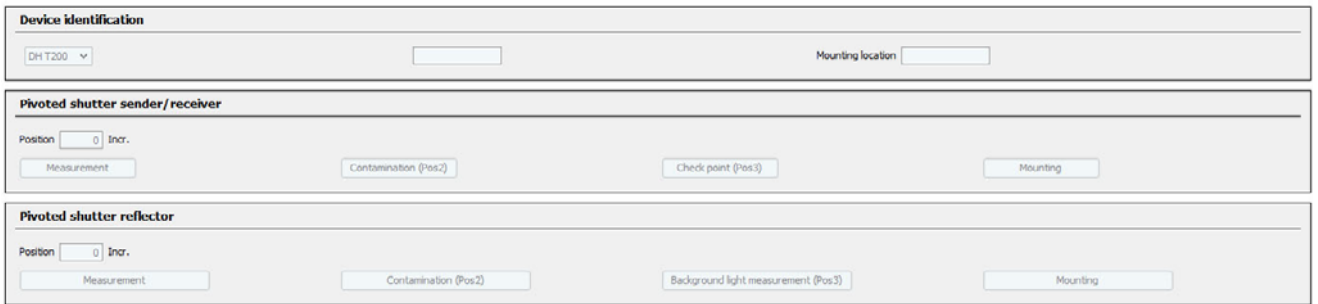 Device identification
DH T200 Mounting location
Pivoted shutter sender/receiver
Position 0 Incr.
Measurement Contamination (Pos2) Check point (Pos3) Mounting
Pivoted shutter reflector
Position 0 Incr.
Measurement Contamination (Pos2) Background light measurement (Pos3) Mounting